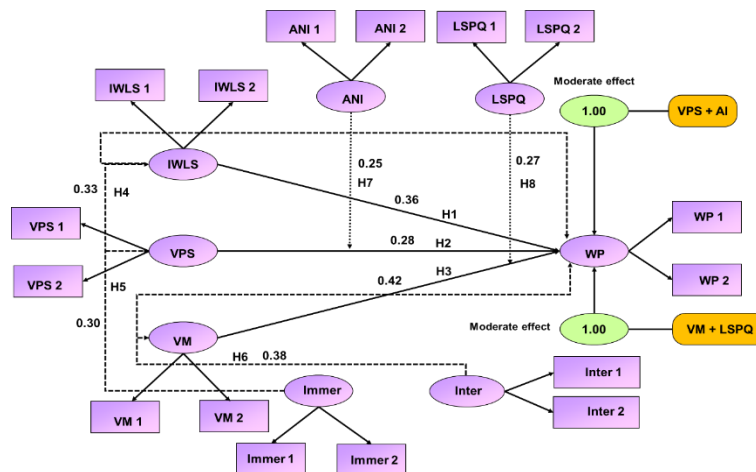 ANI 1
ANI 2
LSPQ 1
LSPQ 2
IWLS 1
IWLS 2
ANI
LSPQ
Moderate effect
1.00
VPS + AI
IWLS
0.25
0.27
0.33
H4
H7
H8
0.36
H1
VPS 1
WP 1
VPS
0.28
H2
WP
VPS 2
H5
H3
WP 2
0.42
0.30
VM
Moderate effect
1.00
VM + LSPQ
H6
0.38
Immer
Inter
Inter 1
VM 1
VM 2
Inter 2
Immer 1
Immer 2